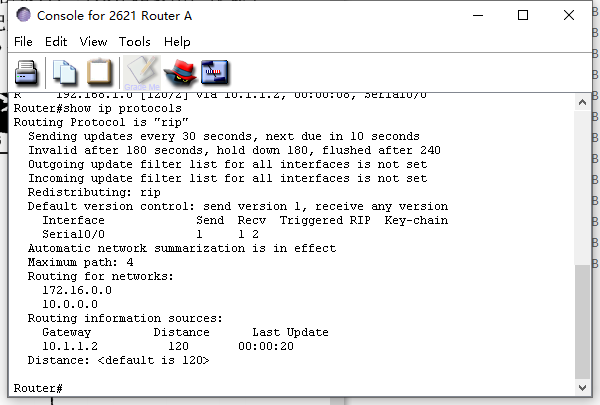 Console for 2621 Router A
File Edit View Tools Help
Grade Me
R 192.168.1.0 [120/2] via 10.1.1.2, 00:00:08, Serial0/0
Router#show ip protocols
Routing Protocol is "rip"
Sending updates every 30 seconds, next due in 10 seconds
Invalid after 180 seconds, hold down 180, flushed after 240
Outgoing update filter list for all interfaces is not set
Incoming update filter list for all interfaces is not set
Redistributing: rip
Default version control: send version 1, receive any version
Interface Send Recv Triggered RIP Key-chain
Serial0/0 1 1 2
Automatic network summarization is in effect
Maximum path: 4
Routing for networks:
172.16.0.0
10.0.0.0
Routing information sources:
Gateway Distance Last Update
10.1.1.2 120 00:00:20
Distance: <default is 120>
Router#